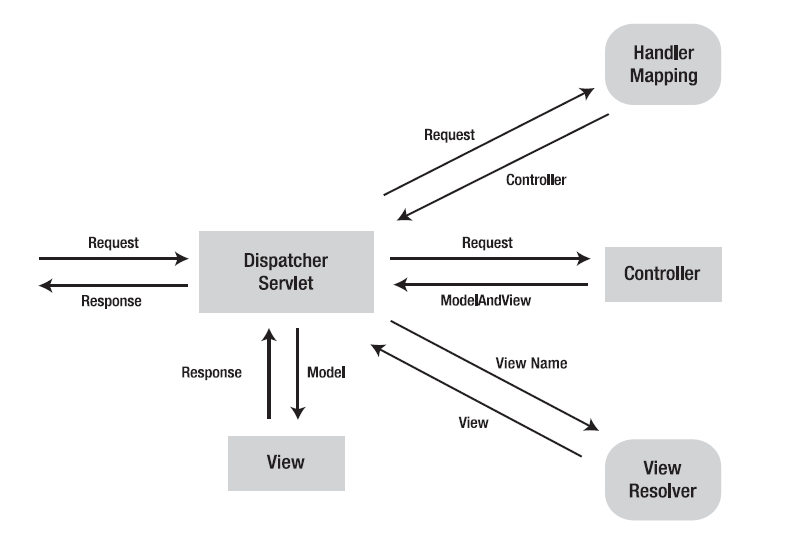 Handler
Mapping
Request
Controller
Request
Response
Dispatcher
Servlet
Request
ModelAndView
Controller
Response
Model
View Name
View
View
View
Resolver